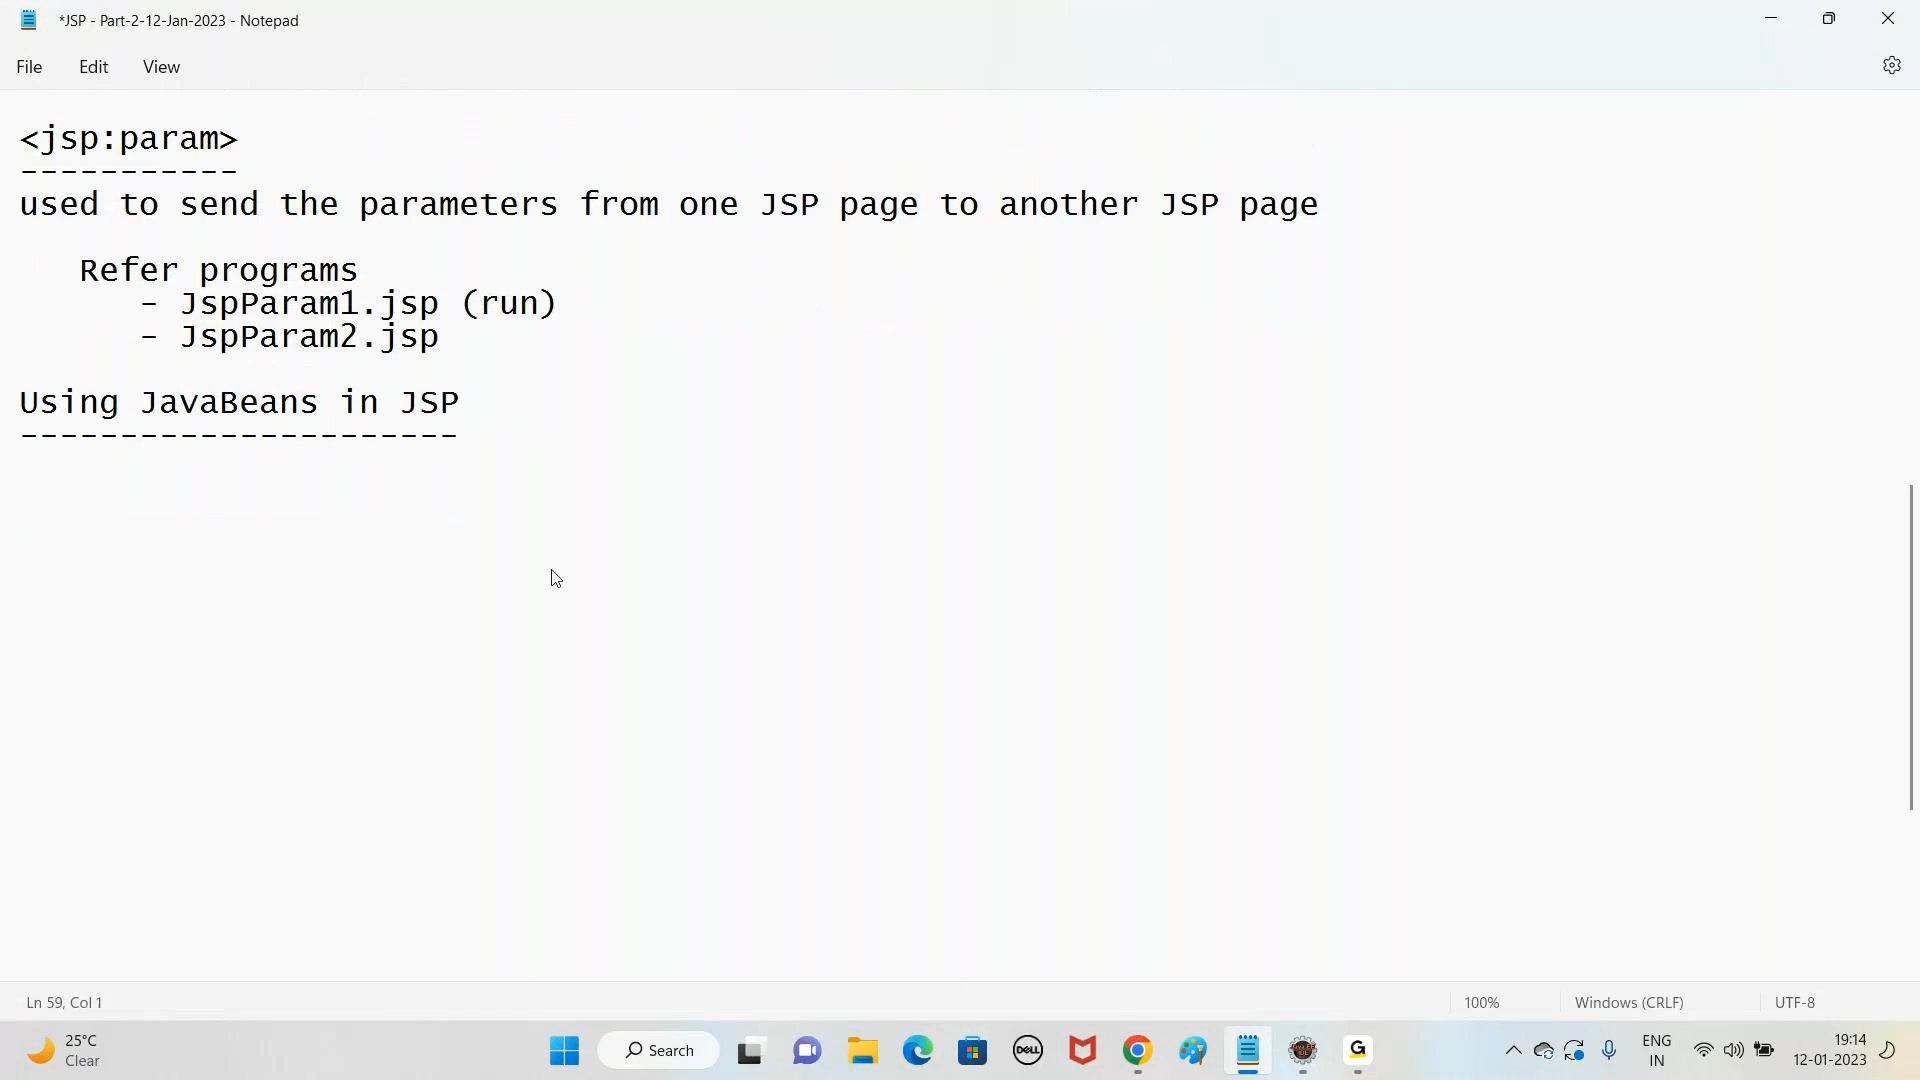 *JSP - Part-2-12-Jan-2023 - Notepad
File Edit View
<jsp:param>
-----------
used to send the parameters from one JSP page to another JSP page
Refer programs
- JspParam1.jsp (run)
- JspParam2.jsp
Using JavaBeans in JSP
----------------------
Ln 59, Col 1
100%
Windows (CRLF)
UTF-8
25°C
Clear
Search
DELL
G
ENG
IN
19:14
12-01-2023